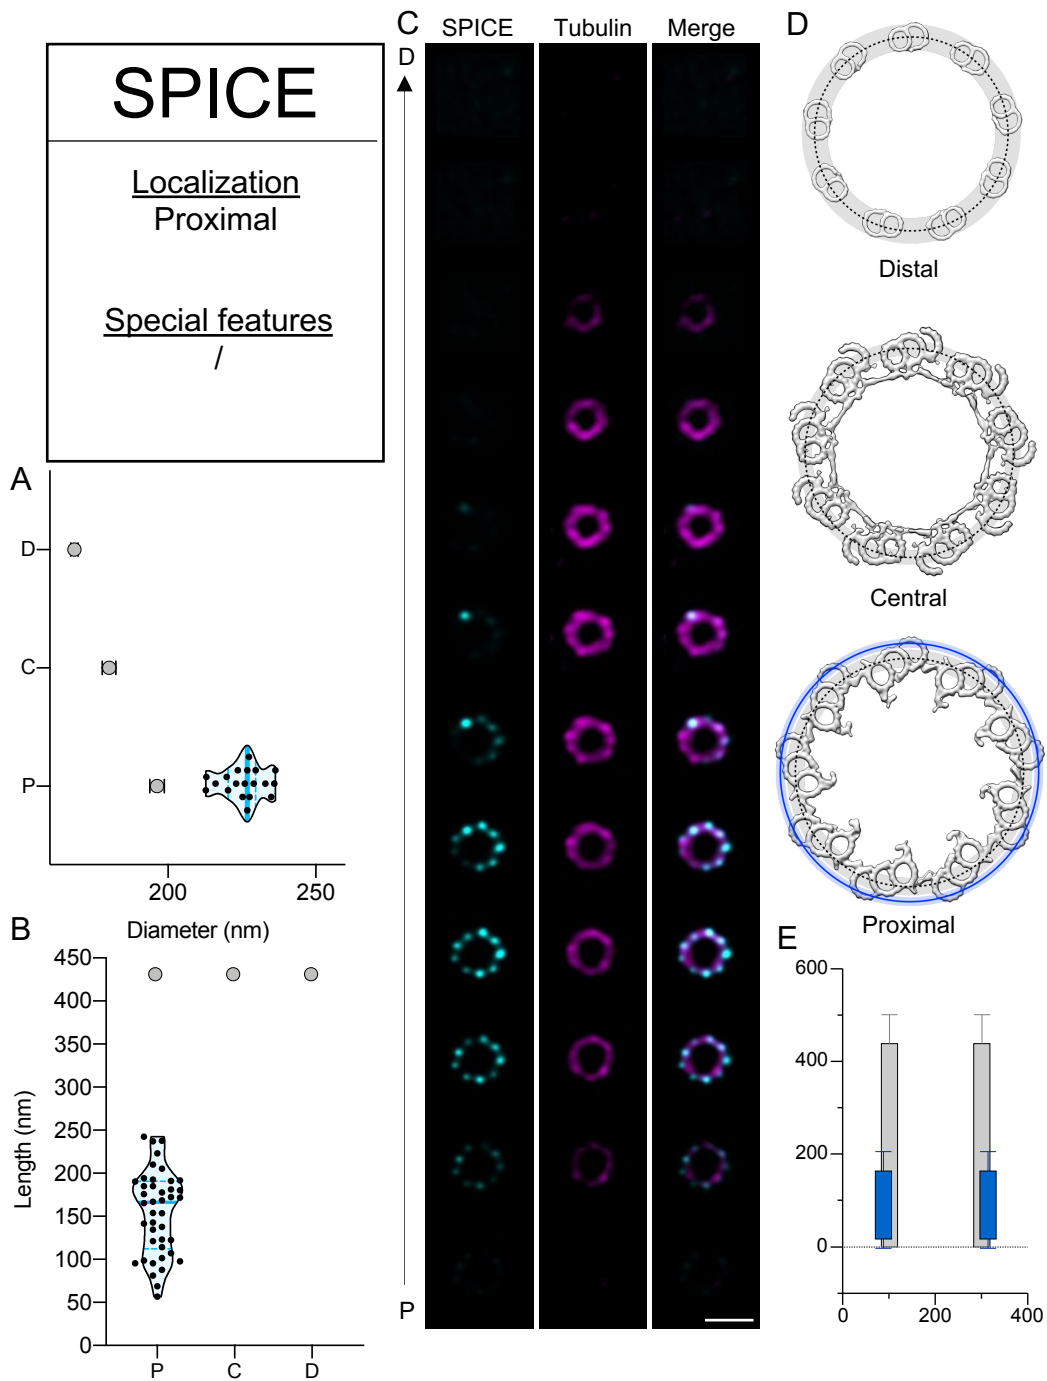 SPICE
Localization
Proximal
Special features
/
A
D
C
P
200
250
Diameter (nm)
B
450
400
350
300
250
200
150
100
50
0
Length (nm)
P
C
D
C
SPICE
Tubulin
Merge
D
P
D
Distal
Central
Proximal
E
600
400
200
0
0
200
400